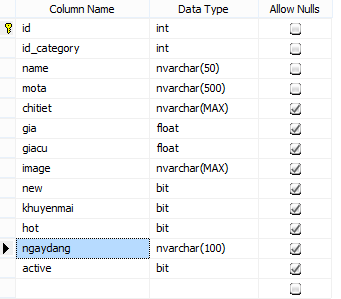 Column Name Data Type Allow Nulls
id int
id_category int
name nvarchar(50)
mota nvarchar(500)
chitiet nvarchar(MAX)
gia float
giacu float
image nvarchar(MAX)
new bit
khuyenmai bit
hot bit
ngaydang nvarchar(100)
active bit